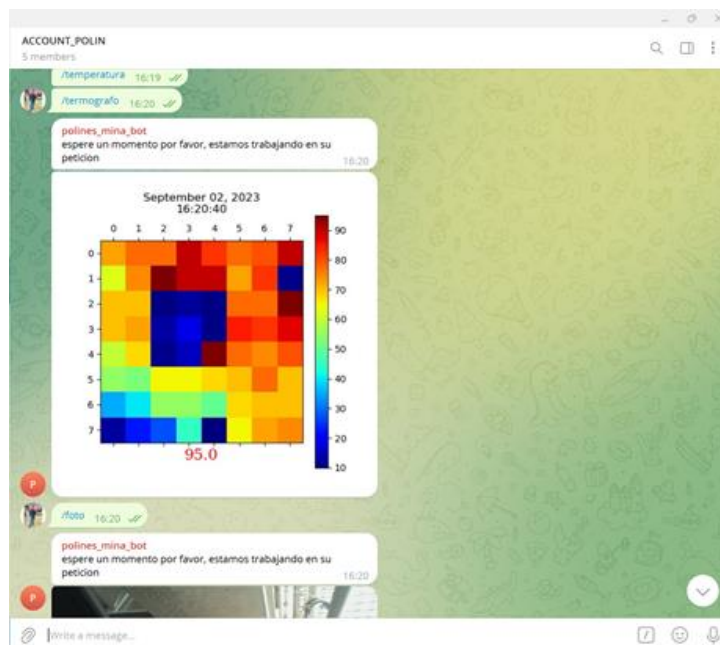 ACCOUNT_POLIN
5 members
/temperatura 16:19
/termografo 16:20
polines_mina_bot
espere un momento por favor, estamos trabajando en su
peticion 16:20
September 02, 2023
16:20:40
0 1 2 3 4 5 6 7
0
1
2
3
4
5
6
7
90
80
70
60
50
40
30
20
10
95.0
P
/foto 16:20
polines_mina_bot
espere un momento por favor, estamos trabajando en su
peticion 16:20
P
Write a message...